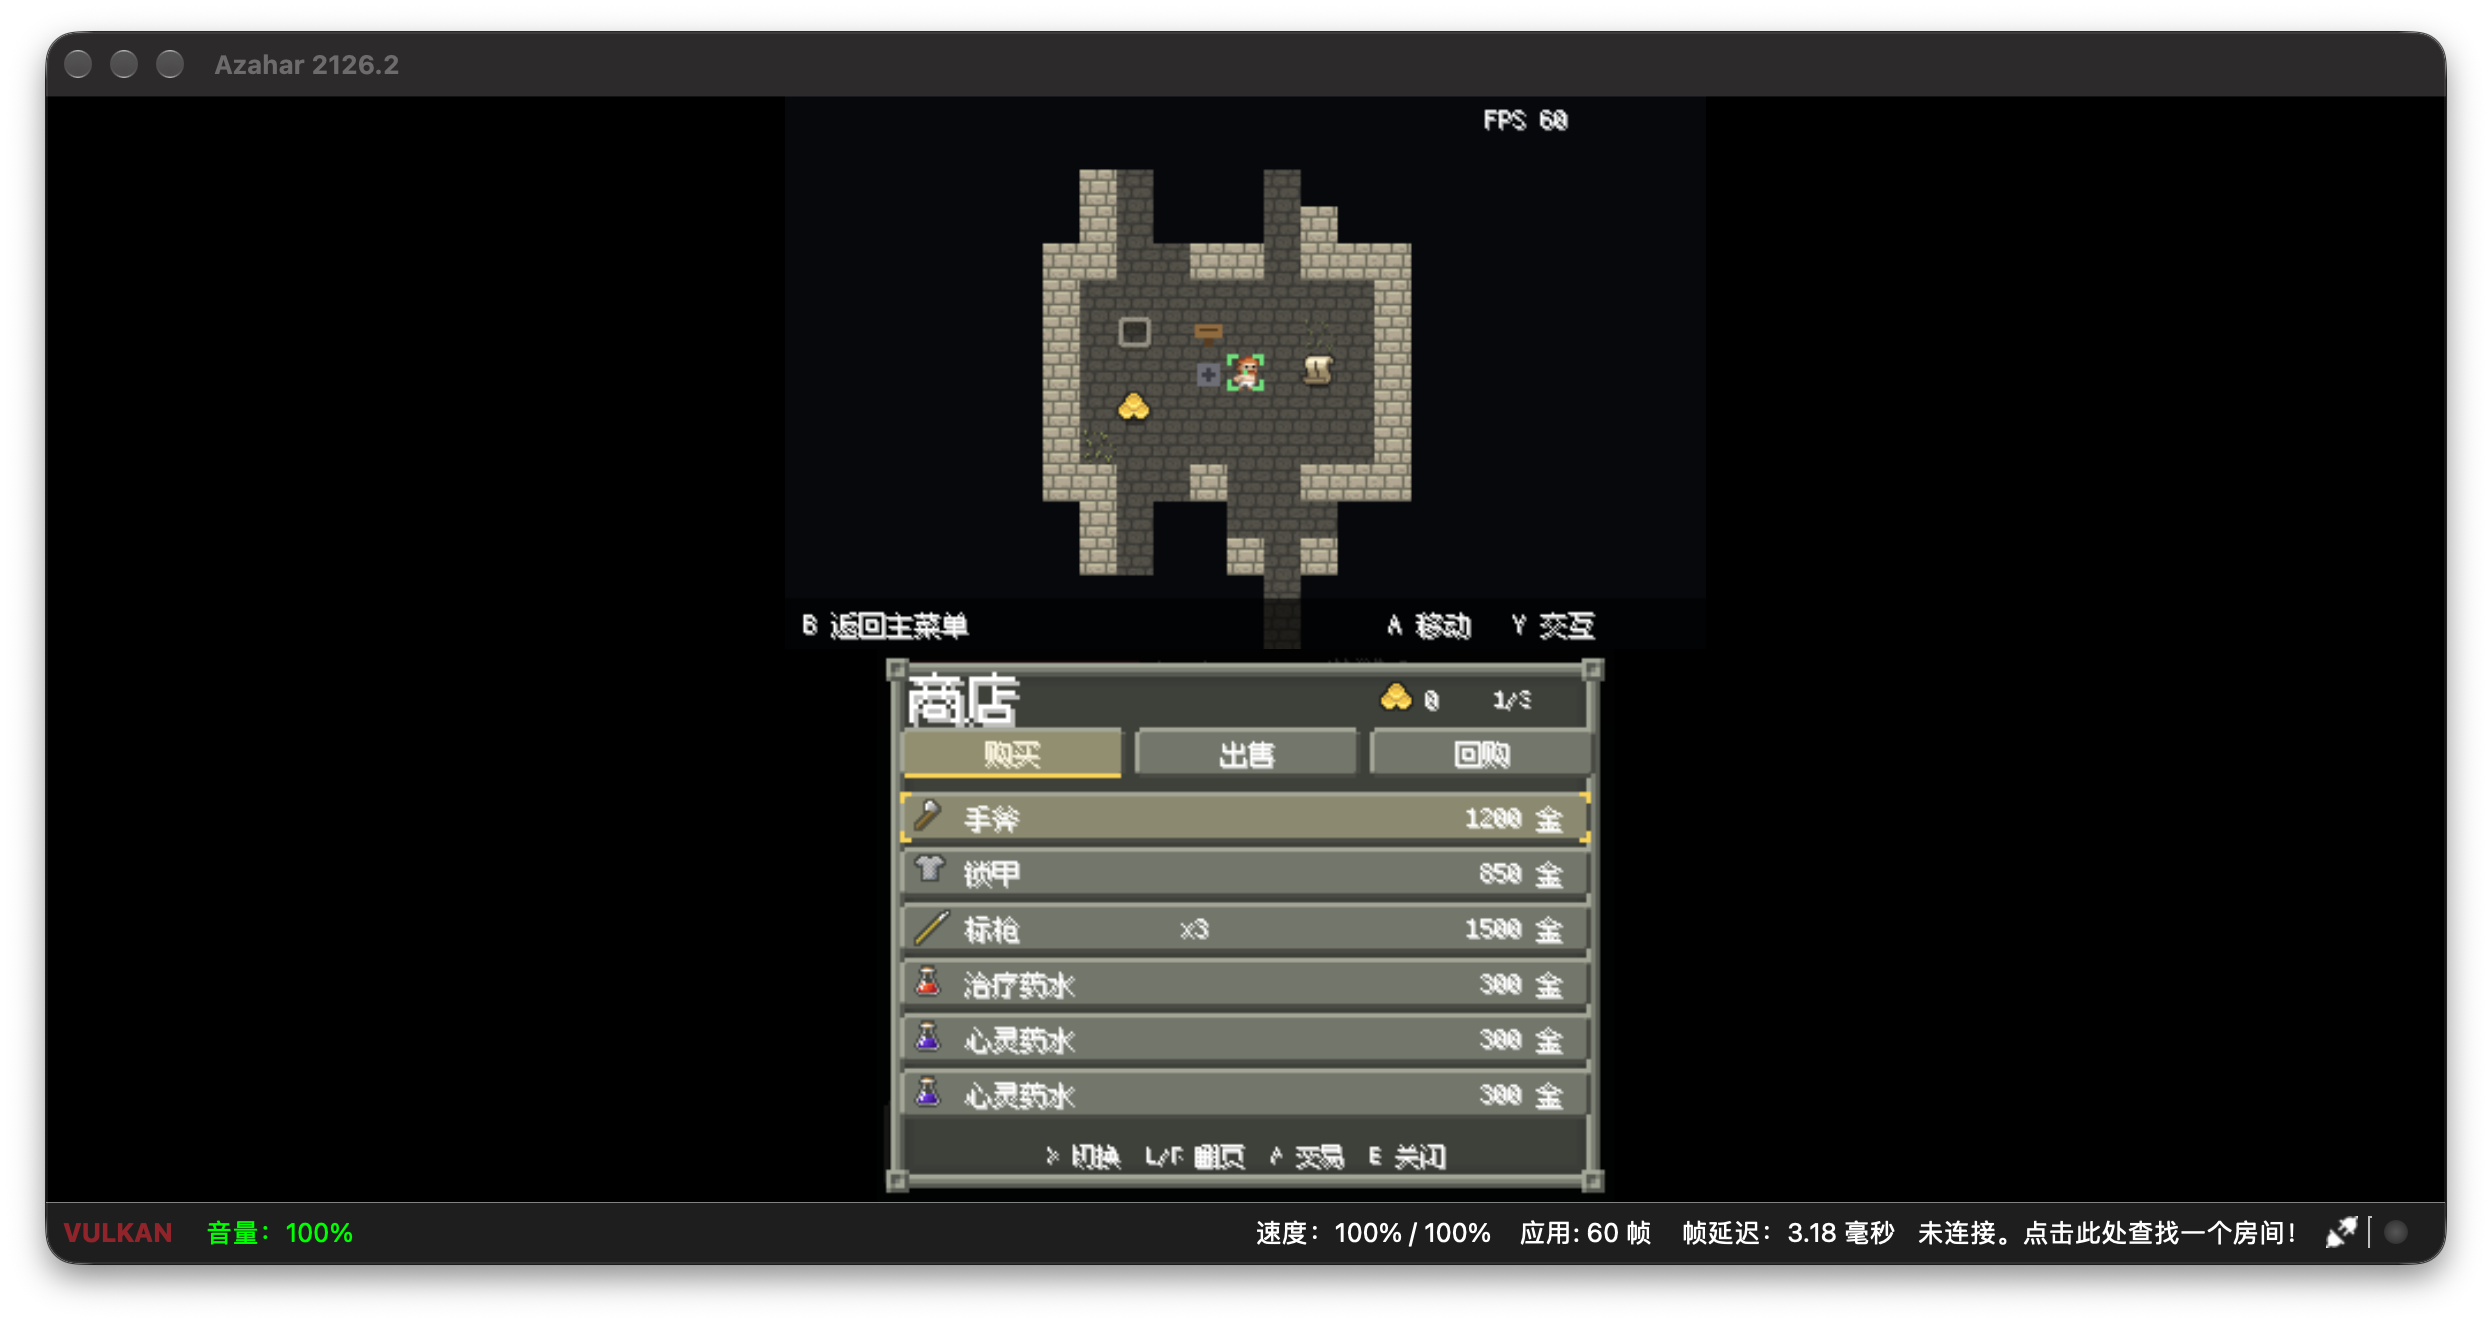 Azahar 2126.2
FPS 60
B 返回主菜单 A 移动 Y 交互
商店 0 1/3
购买 出售 回购
手斧 1200 金
锁甲 850 金
标枪 x3 1500 金
治疗药水 300 金
心灵药水 300 金
心灵药水 300 金
切换 翻页 A 交易 关闭
VULKAN 音量：100% 速度：100% / 100% 应用: 60 帧 帧延迟：3.18 毫秒 未连接。点击此处查找一个房间！